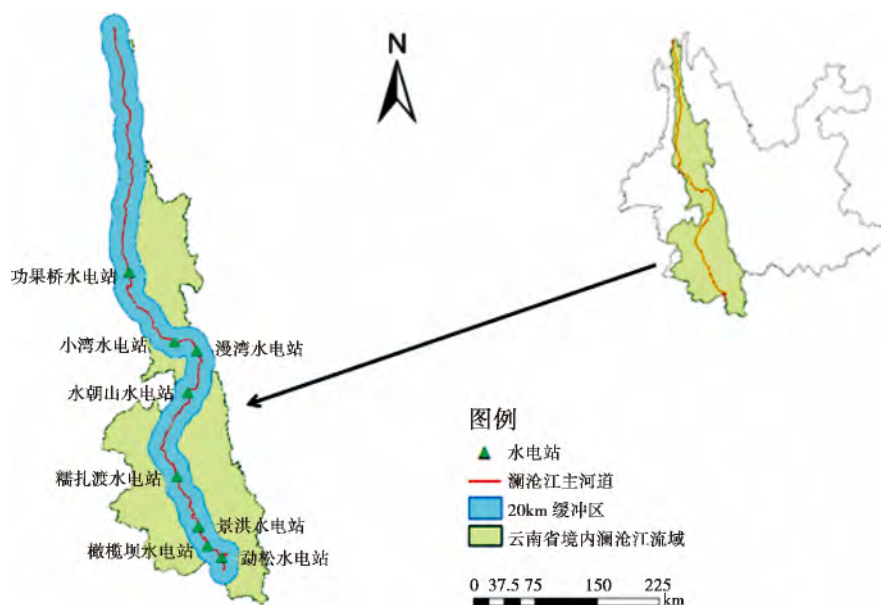 N
功果桥水电站
小湾水电站
漫湾水电站
水朝山水电站
糯扎渡水电站
景洪水电站
橄榄坝水电站
勐松水电站
图例
水电站
澜沧江主河道
20km 缓冲区
云南省境内澜沧江流域
0 37.5 75 150 225
km